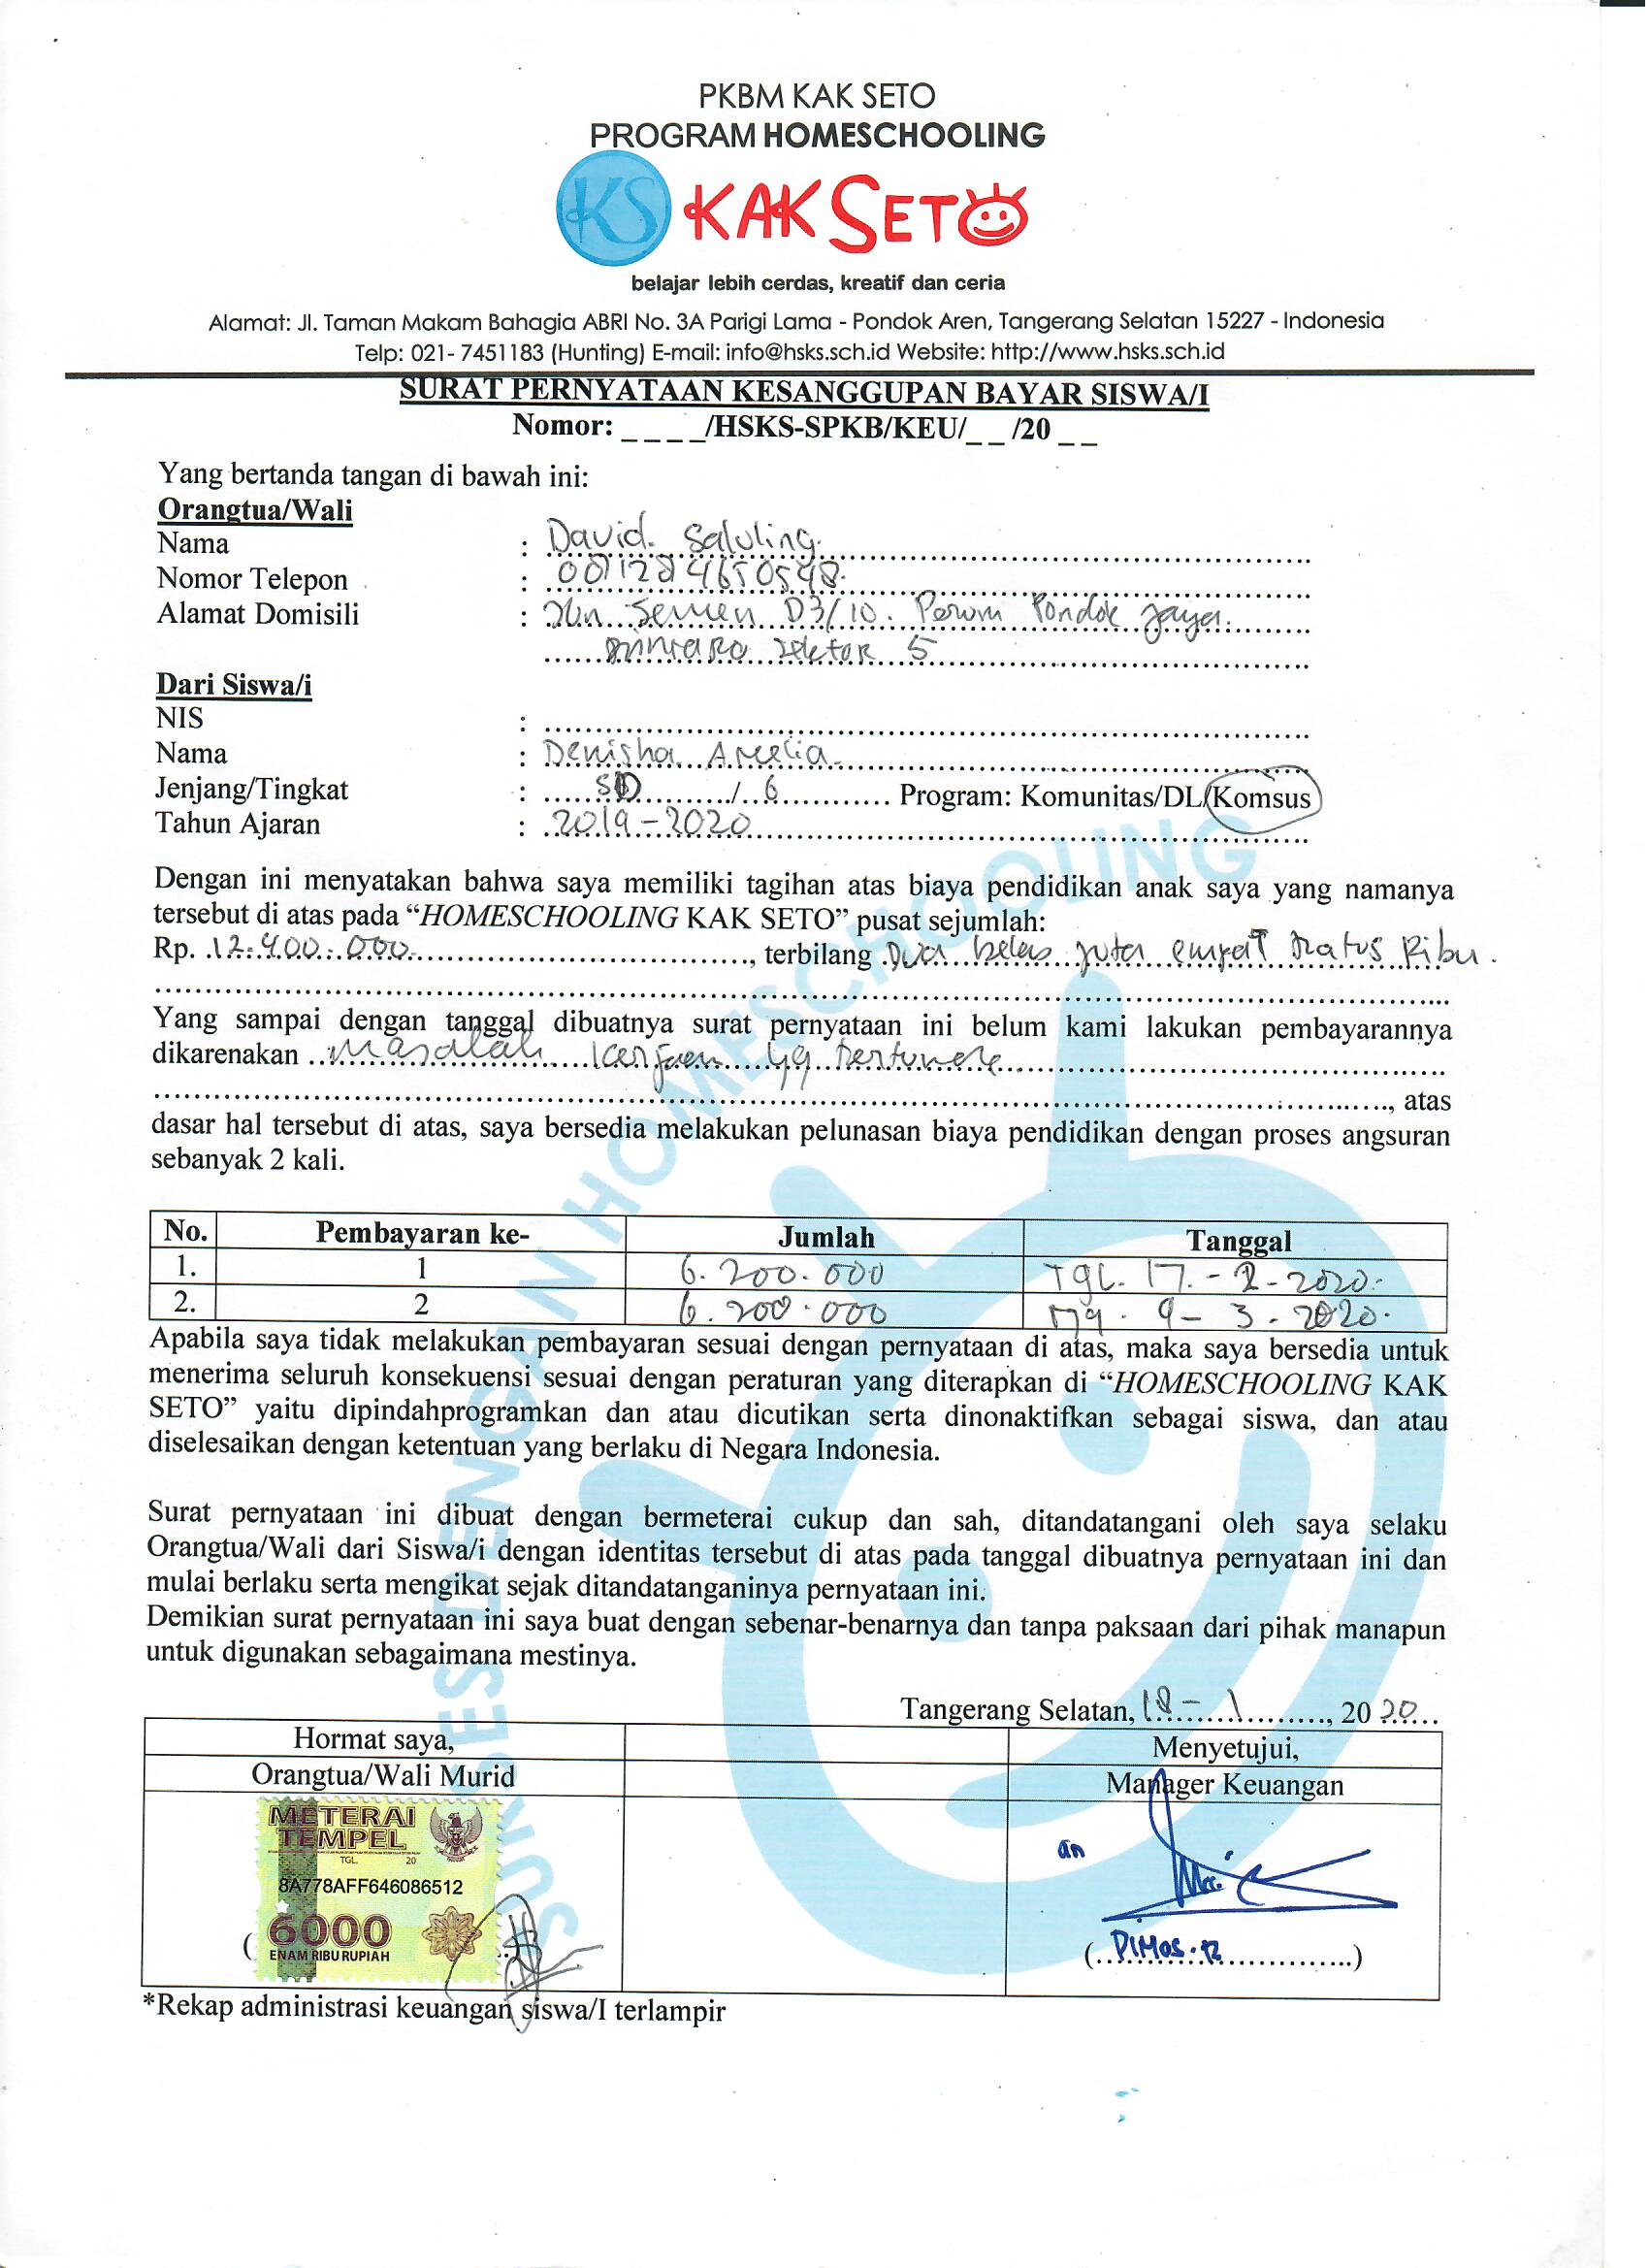 PKBM KAK SETO
PROGRAM HOMESCHOOLING
KS KAK SETO
belajar lebih cerdas, kreatif dan ceria
Alamat: Jl. Taman Makam Bahagia ABRI No. 3A Parigi Lama - Pondok Aren, Tangerang Selatan 15227 - Indonesia
Telp: 021- 7451183 (Hunting) E-mail: info@hsks.sch.id Website: http://www.hsks.sch.id
SURAT PERNYATAAN KESANGGUPAN BAYAR SISWA/I
Nomor: _ _ _ _/HSKS-SPKB/KEU/_ _ /20 _ _
Yang bertanda tangan di bawah ini:
Orangtua/Wali
Nama : David. Saluling.
Nomor Telepon :
Alamat Domisili : Jln Semen D3/10. Perum Pondok Jaya.
Bintaro Sektor 5
Dari Siswa/i
NIS :
Nama : Denisha Amelia.
Jenjang/Tingkat : SD / 6 Program: Komunitas/DL/Komsus
Tahun Ajaran : 2019-2020
Dengan ini menyatakan bahwa saya memiliki tagihan atas biaya pendidikan anak saya yang namanya
tersebut di atas pada “HOMESCHOOLING KAK SETO” pusat sejumlah:
Rp. 12.400.000, terbilang Dua belas juta empat Ratus Ribu.
Yang sampai dengan tanggal dibuatnya surat pernyataan ini belum kami lakukan pembayarannya
dikarenakan masalah kerjaan yg
, atas
dasar hal tersebut di atas, saya bersedia melakukan pelunasan biaya pendidikan dengan proses angsuran
sebanyak 2 kali.
No. Pembayaran ke- Jumlah Tanggal
1. 1 6.200.000 Tgl. 17.-2-2020.
2. 2 6.200.000 9-3-2020.
Apabila saya tidak melakukan pembayaran sesuai dengan pernyataan di atas, maka saya bersedia untuk
menerima seluruh konsekuensi sesuai dengan peraturan yang diterapkan di “HOMESCHOOLING KAK
SETO” yaitu dipindahprogramkan dan atau dicutikan serta dinonaktifkan sebagai siswa, dan atau
diselesaikan dengan ketentuan yang berlaku di Negara Indonesia.
Surat pernyataan ini dibuat dengan bermeterai cukup dan sah, ditandatangani oleh saya selaku
Orangtua/Wali dari Siswa/i dengan identitas tersebut di atas pada tanggal dibuatnya pernyataan ini dan
mulai berlaku serta mengikat sejak ditandatanganinya pernyataan ini.
Demikian surat pernyataan ini saya buat dengan sebenar-benarnya dan tanpa paksaan dari pihak manapun
untuk digunakan sebagaimana mestinya.
Tangerang Selatan, 18-1, 2020
Hormat saya, Menyetujui,
Orangtua/Wali Murid Manager Keuangan
METERAI
TEMPEL
TGL. 20
8A778AFF646086512
6000
ENAM RIBU RUPIAH
an
(Dimas.R)
*Rekap administrasi keuangan siswa/I terlampir
SUKSES DENGAN HOMESCHOOLING